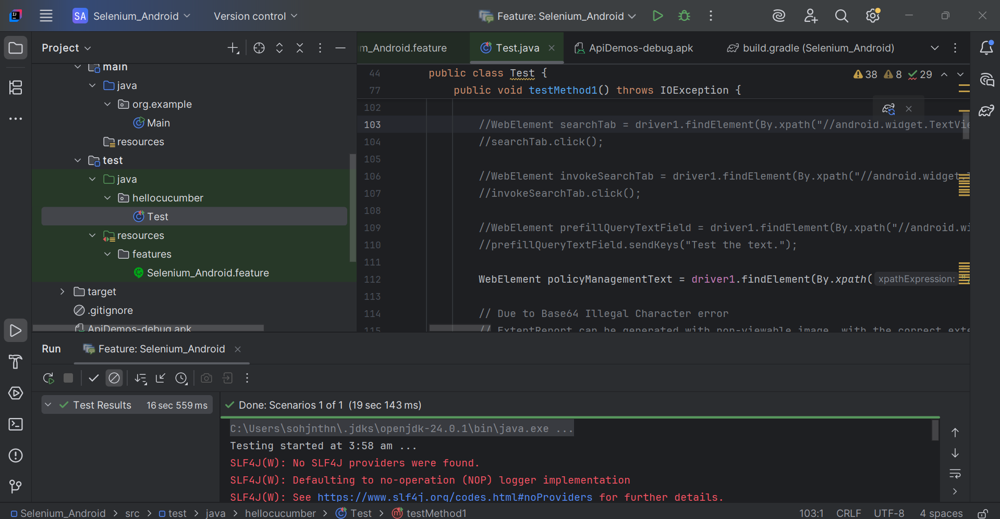 SA Selenium_Android Version control Feature: Selenium_Android
Project
main
java
org.example
Main
resources
test
java
hellocucumber
Test
resources
features
Selenium_Android.feature
target
.gitignore
ApiDemos-debug.apk
m_Android.feature Test.java ApiDemos-debug.apk build.gradle (Selenium_Android)
44 public class Test {
38 8 29
77 public void testMethod1() throws IOException {
102
103 //WebElement searchTab = driver1.findElement(By.xpath("//android.widget.TextVie
104 //searchTab.click();
105
106 //WebElement invokeSearchTab = driver1.findElement(By.xpath("//android.widget.
107 //invokeSearchTab.click();
108
109 //WebElement prefillQueryTextField = driver1.findElement(By.xpath("//android.wi
110 //prefillQueryTextField.sendKeys("Test the text.");
111
112 WebElement policyManagementText = driver1.findElement(By.xpath( xpathExpression: "
113
114 // Due to Base64 Illegal Character error
115 // ExtentReport can be generated with non-viewable image, with the correct exte
Run Feature: Selenium_Android
Test Results 16 sec 559 ms
Done: Scenarios 1 of 1 (19 sec 143 ms)
C:\Users\sohjnthn\.jdks\openjdk-24.0.1\bin\java.exe ...
Testing started at 3:58 am ...
SLF4J(W): No SLF4J providers were found.
SLF4J(W): Defaulting to no-operation (NOP) logger implementation
SLF4J(W): See https://www.slf4j.org/codes.html#noProviders for further details.
Selenium_Android > src > test > java > hellocucumber > Test > testMethod1 103:1 CRLF UTF-8 4 spaces